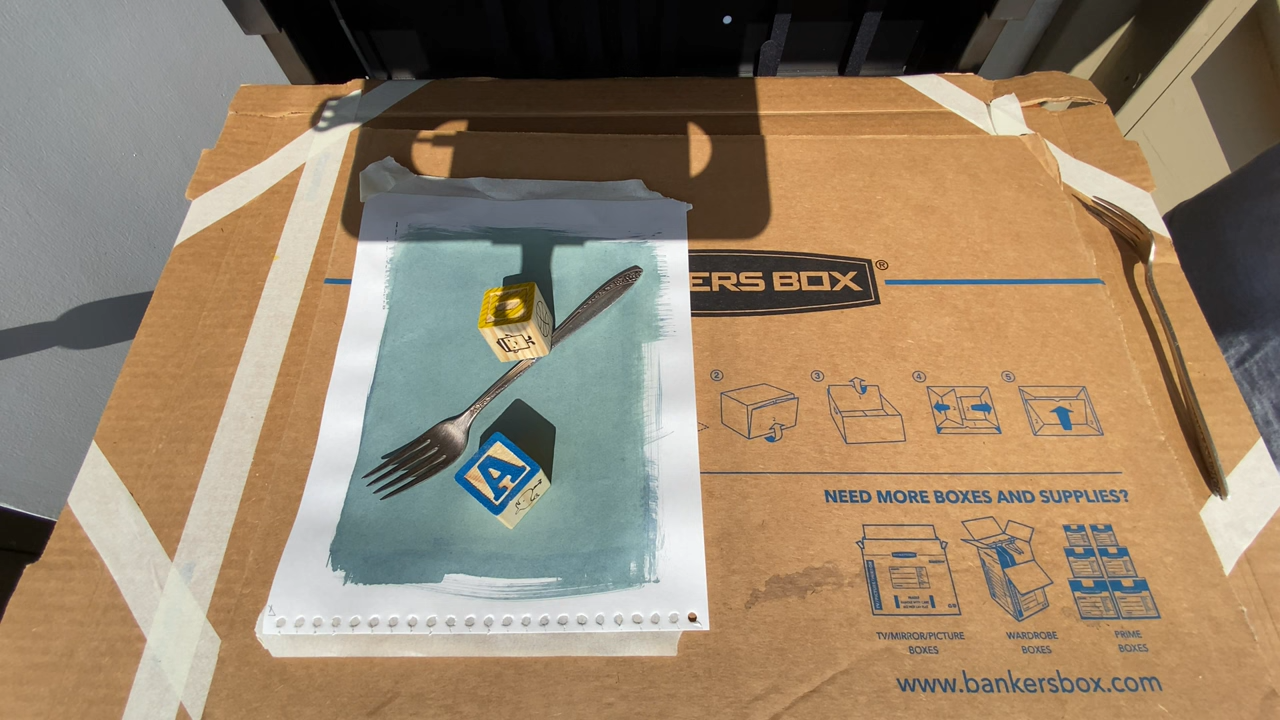 ERS BOX®
2 3 4 5
NEED MORE BOXES AND SUPPLIES?
TV/MIRROR/PICTURE BOXES
WARDROBE BOXES
PRIME BOXES
www.bankersbox.com
D
A